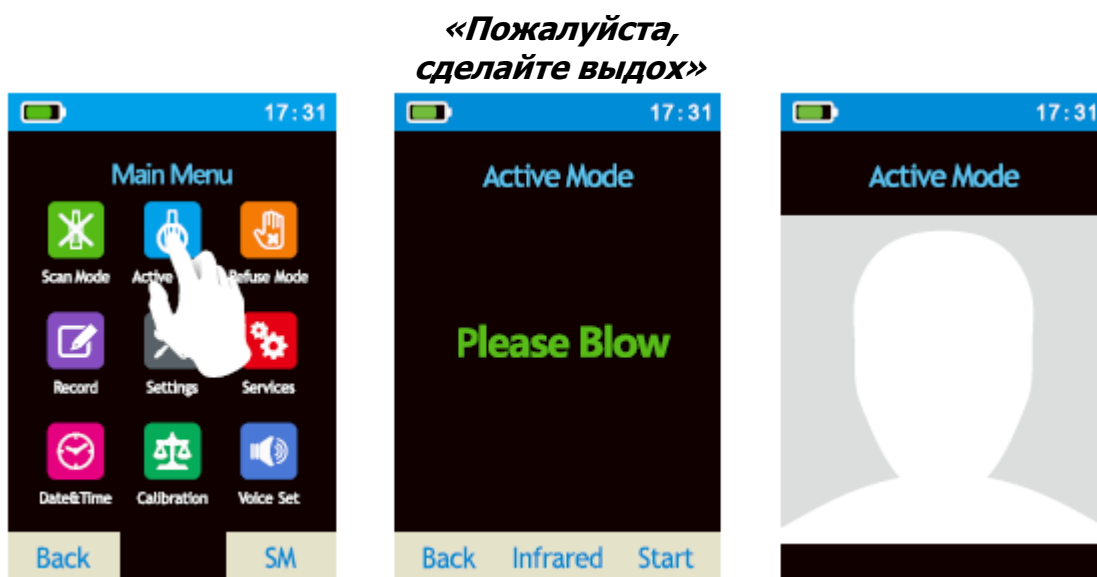 «Пожалуйста,
сделайте выдох»
17:31
Main Menu
Scan Mode Active Refuse Mode
Record Settings Services
Date&Time Calibration Voice Set
Back SM
17:31
Active Mode
Please Blow
Back Infrared Start
17:31
Active Mode